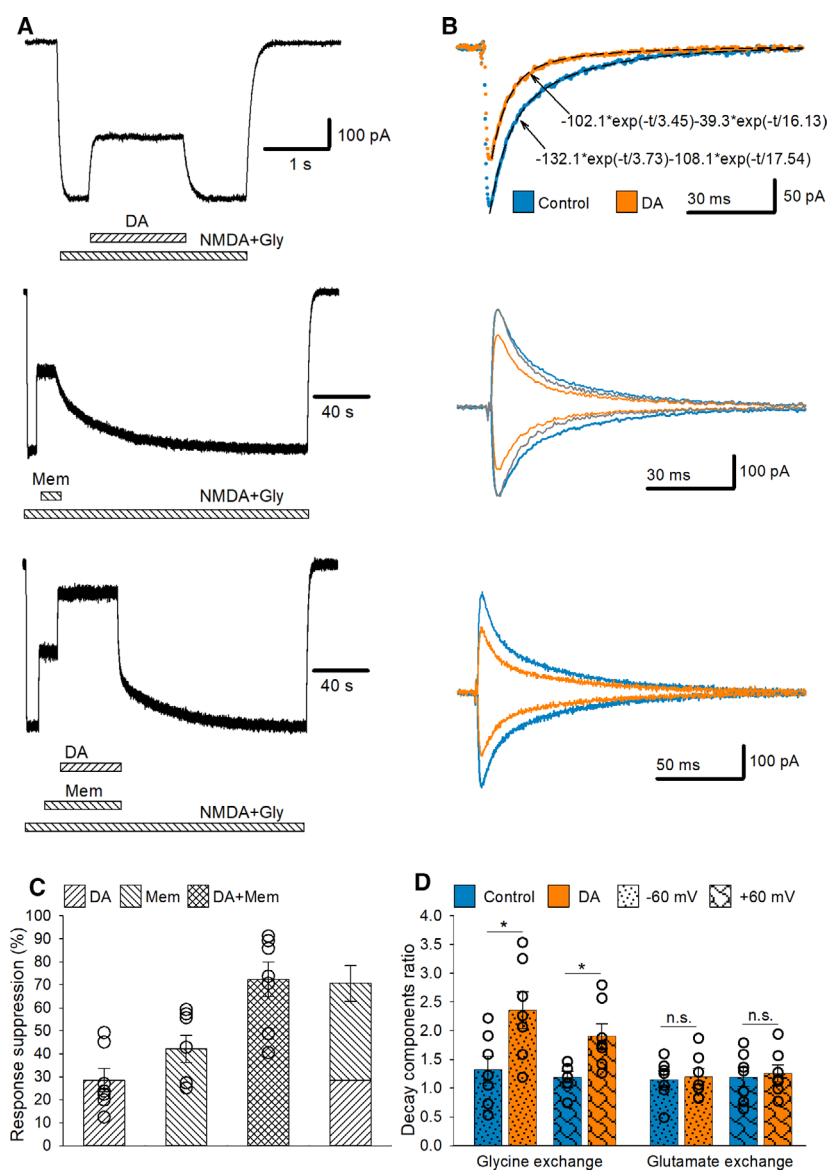 A
100 pA
1 s
DA
NMDA+Gly
40 s
Mem
NMDA+Gly
40 s
DA
Mem
NMDA+Gly
B
-102.1*exp(-t/3.45)-39.3*exp(-t/16.13)
-132.1*exp(-t/3.73)-108.1*exp(-t/17.54)
Control DA 30 ms 50 pA
30 ms 100 pA
50 ms 100 pA
C
DA Mem DA+Mem
Response suppression (%)
100
90
80
70
60
50
40
30
20
10
0
D
Control DA -60 mV +60 mV
Decay components ratio
4.0
3.5
3.0
2.5
2.0
1.5
1.0
0.5
0.0
* * n.s. n.s.
Glycine exchange Glutamate exchange